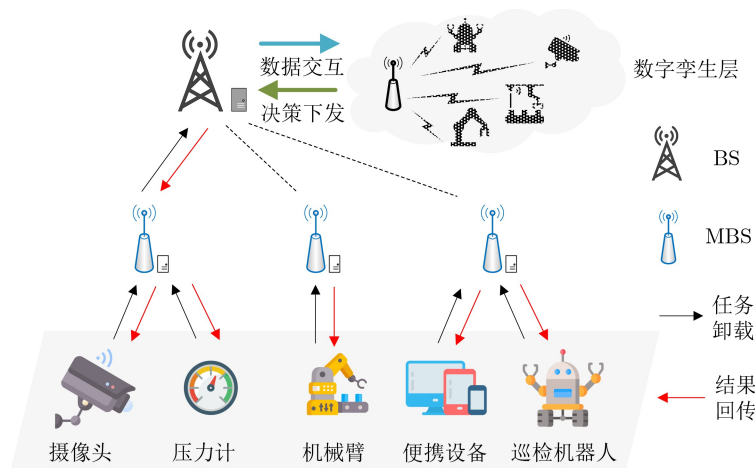 数据交互
决策下发
数字孪生层
BS
MBS
任务
卸载
结果
回传
摄像头
压力计
机械臂
便携设备
巡检机器人